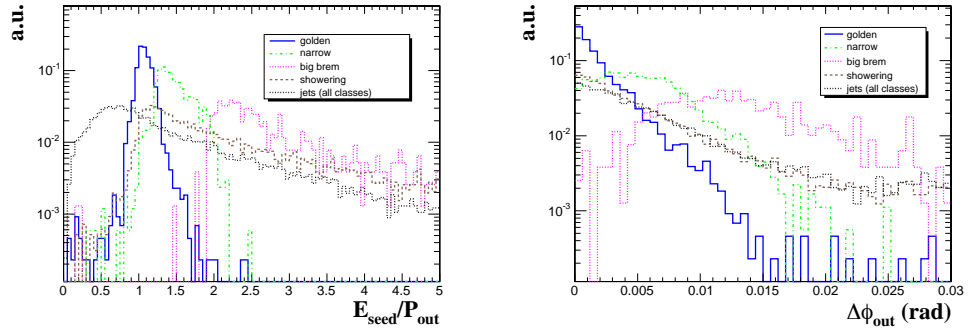 a.u.
golden
narrow
big brem
showering
jets (all classes)
10^-1
10^-2
10^-3
0 0.5 1 1.5 2 2.5 3 3.5 4 4.5 5
E_seed/P_out
a.u.
golden
narrow
big brem
showering
jets (all classes)
10^-1
10^-2
10^-3
0 0.005 0.01 0.015 0.02 0.025 0.03
Δϕ_out (rad)